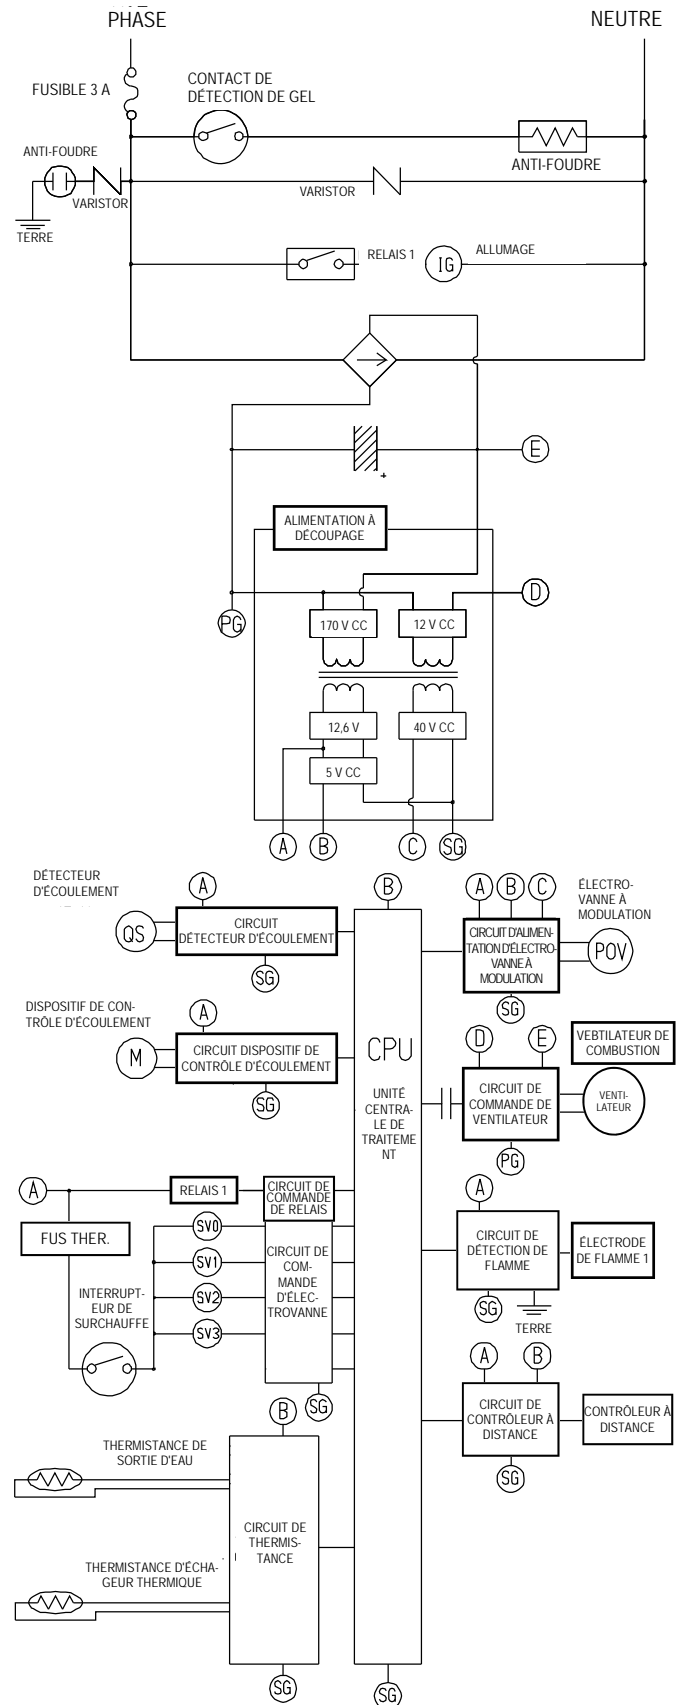 PHASE
NEUTRE
FUSIBLE 3 A
CONTACT DE
DÉTECTION DE GEL
ANTI-FOUDRE
ANTI-FOUDRE
VARISTOR
VARISTOR
TERRE
RELAIS 1
IG
ALLUMAGE
+
E
ALIMENTATION À
DÉCOUPAGE
D
PG
170 V CC
12 V CC
12,6 V
40 V CC
5 V CC
A
B
C
SG
DÉTECTEUR
D'ÉCOULEMENT
A
QS
CIRCUIT
DÉTECTEUR D'ÉCOULEMENT
SG
DISPOSITIF DE CON-
TRÔLE D'ÉCOULEMENT
A
M
CIRCUIT DISPOSITIF DE
CONTRÔLE D'ÉCOULEMENT
SG
B
CPU
UNITÉ
CENTRA-
LE DE
TRAITEME
NT
SG
A
B
C
ÉLECTRO-
VANNE À
MODULATION
CIRCUIT D'ALIMEN-
TATION D'ÉLECTRO-
VANNE À
MODULATION
POV
SG
D
E
VEBTILATEUR DE
COMBUSTION
CIRCUIT DE
COMMANDE DE
VENTILATEUR
VENTI-
LATEUR
PG
A
RELAIS 1
CIRCUIT DE
COMMANDE
DE RELAIS
FUS THER.
INTERRUPT-
EUR DE
SURCHAUFFE
SV0
SV1
SV2
SV3
CIRCUIT DE
COM-
MANDE
D'ÉLEC-
TROVANNE
SG
A
CIRCUIT DE
DÉTECTION DE
FLAMME
ÉLECTRODE
DE FLAMME 1
SG
TERRE
A
B
CIRCUIT DE
CONTRÔLEUR À
DISTANCE
CONTRÔLEUR À
DISTANCE
SG
B
THERMISTANCE DE
SORTIE D'EAU
CIRCUIT DE
THERMIS-
TANCE
THERMISTANCE D'ÉCHA-
GEUR THERMIQUE
SG